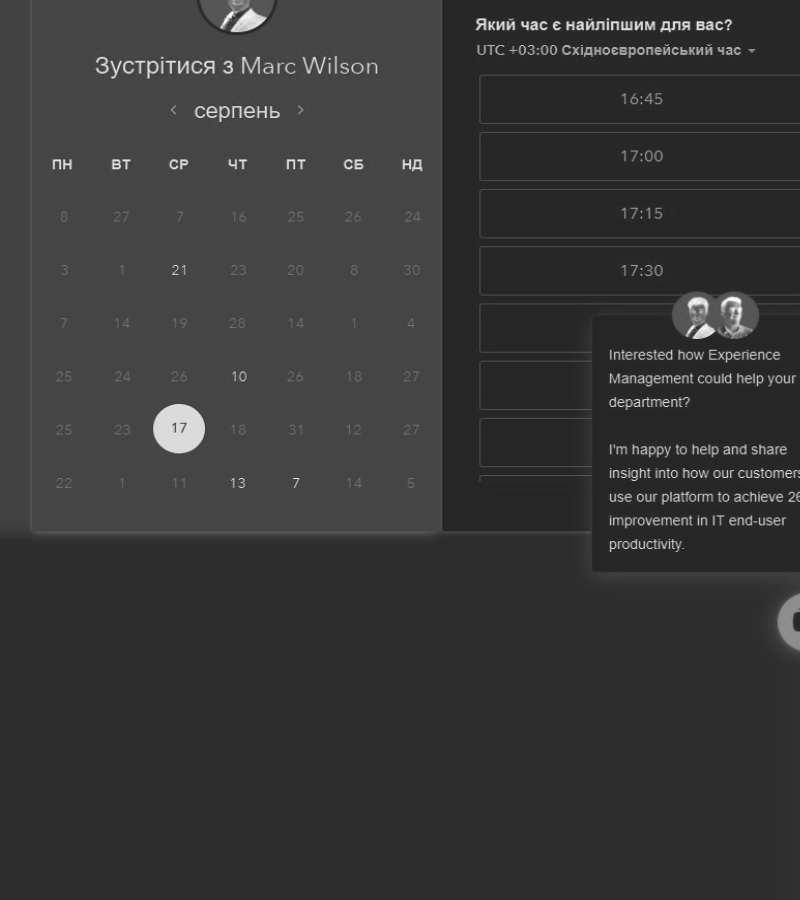 Зустрітися з Marc Wilson
серпень
ПН ВТ СР ЧТ ПТ СБ НД
8 27 7 16 25 26 24
3 1 21 23 20 8 30
7 14 19 28 14 1 4
25 24 26 10 26 18 27
25 23 17 18 31 12 27
22 1 11 13 7 14 5
Який час є найліпшим для вас?
UTC +03:00 Східноєвропейський час
16:45
17:00
17:15
17:30
Interested how Experience
Management could help your
department?
I'm happy to help and share
insight into how our customers
use our platform to achieve 26
improvement in IT end-user
productivity.